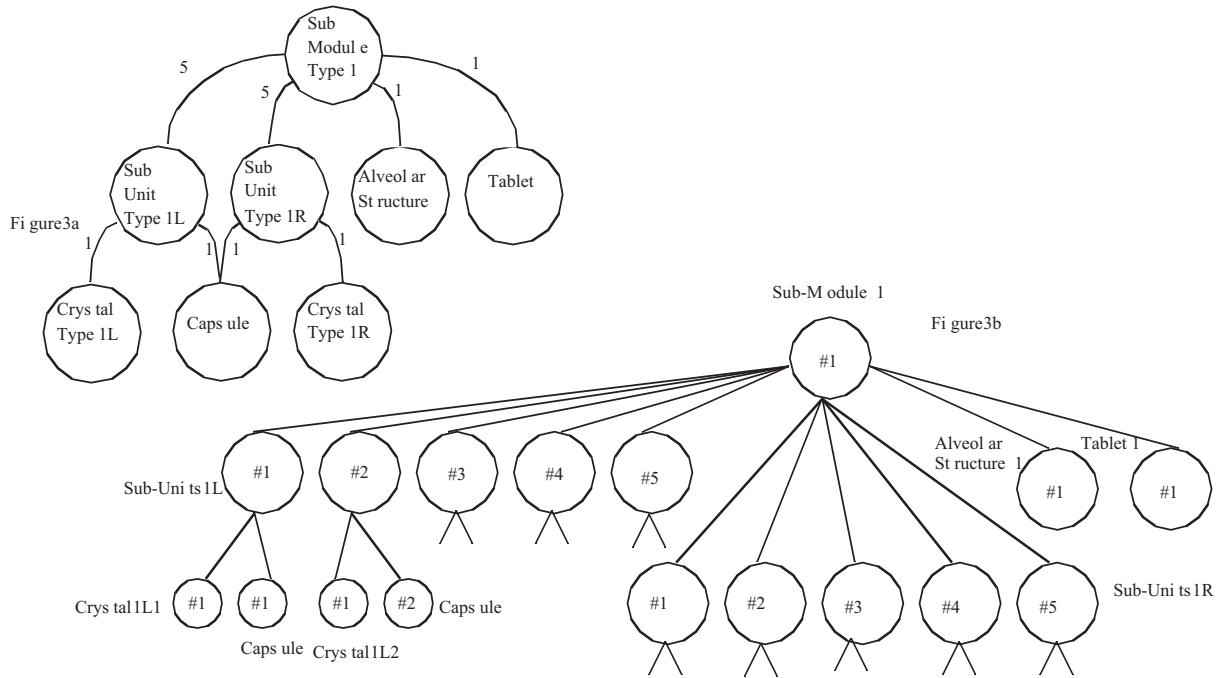 Sub
Modul e
Type 1
5
5
1
1
Sub
Unit
Type 1L
Sub
Unit
Type 1R
Alveol ar
St ructure
Tablet
Fi gure3a
1
1
1
1
Crys tal
Type 1L
Caps ule
Crys tal
Type 1R
Sub-M odule 1
Fi gure3b
#1
Alveol ar
St ructure 1
Tablet 1
Sub-Uni ts 1L
#1
#2
#3
#4
#5
#1
#1
Crys tal1L1
#1
#1
#1
#2
Caps ule
Caps ule
Crys tal1L2
#1
#2
#3
#4
#5
Sub-Uni ts 1R